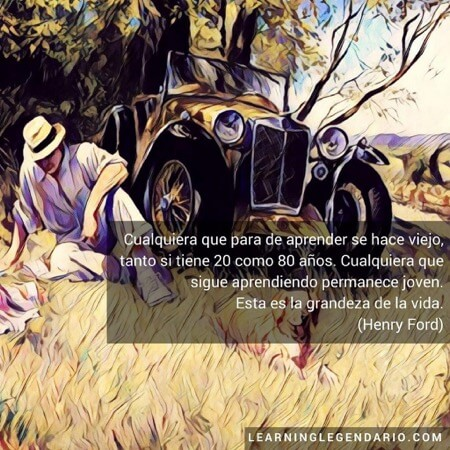 Cualquiera que para de aprender se hace viejo,
tanto si tiene 20 como 80 años. Cualquiera que
sigue aprendiendo permanece joven.
Esta es la grandeza de la vida.
(Henry Ford)
LEARNINGLEGENDARIO.COM